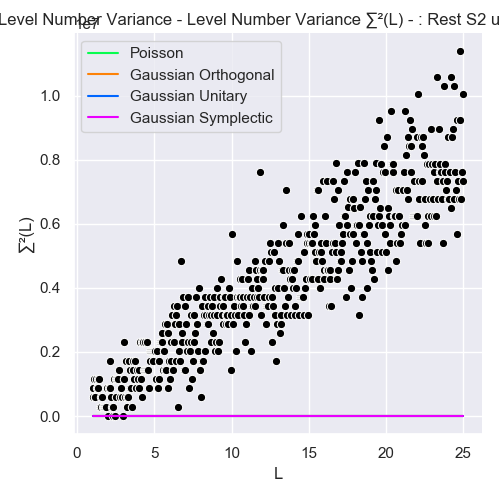 Level Number Variance - Level Number Variance ∑²(L) - : Rest S2 u
1e7
Poisson
Gaussian Orthogonal
Gaussian Unitary
Gaussian Symplectic
1.0
0.8
0.6
0.4
0.2
0.0
∑²(L)
0 5 10 15 20 25
L